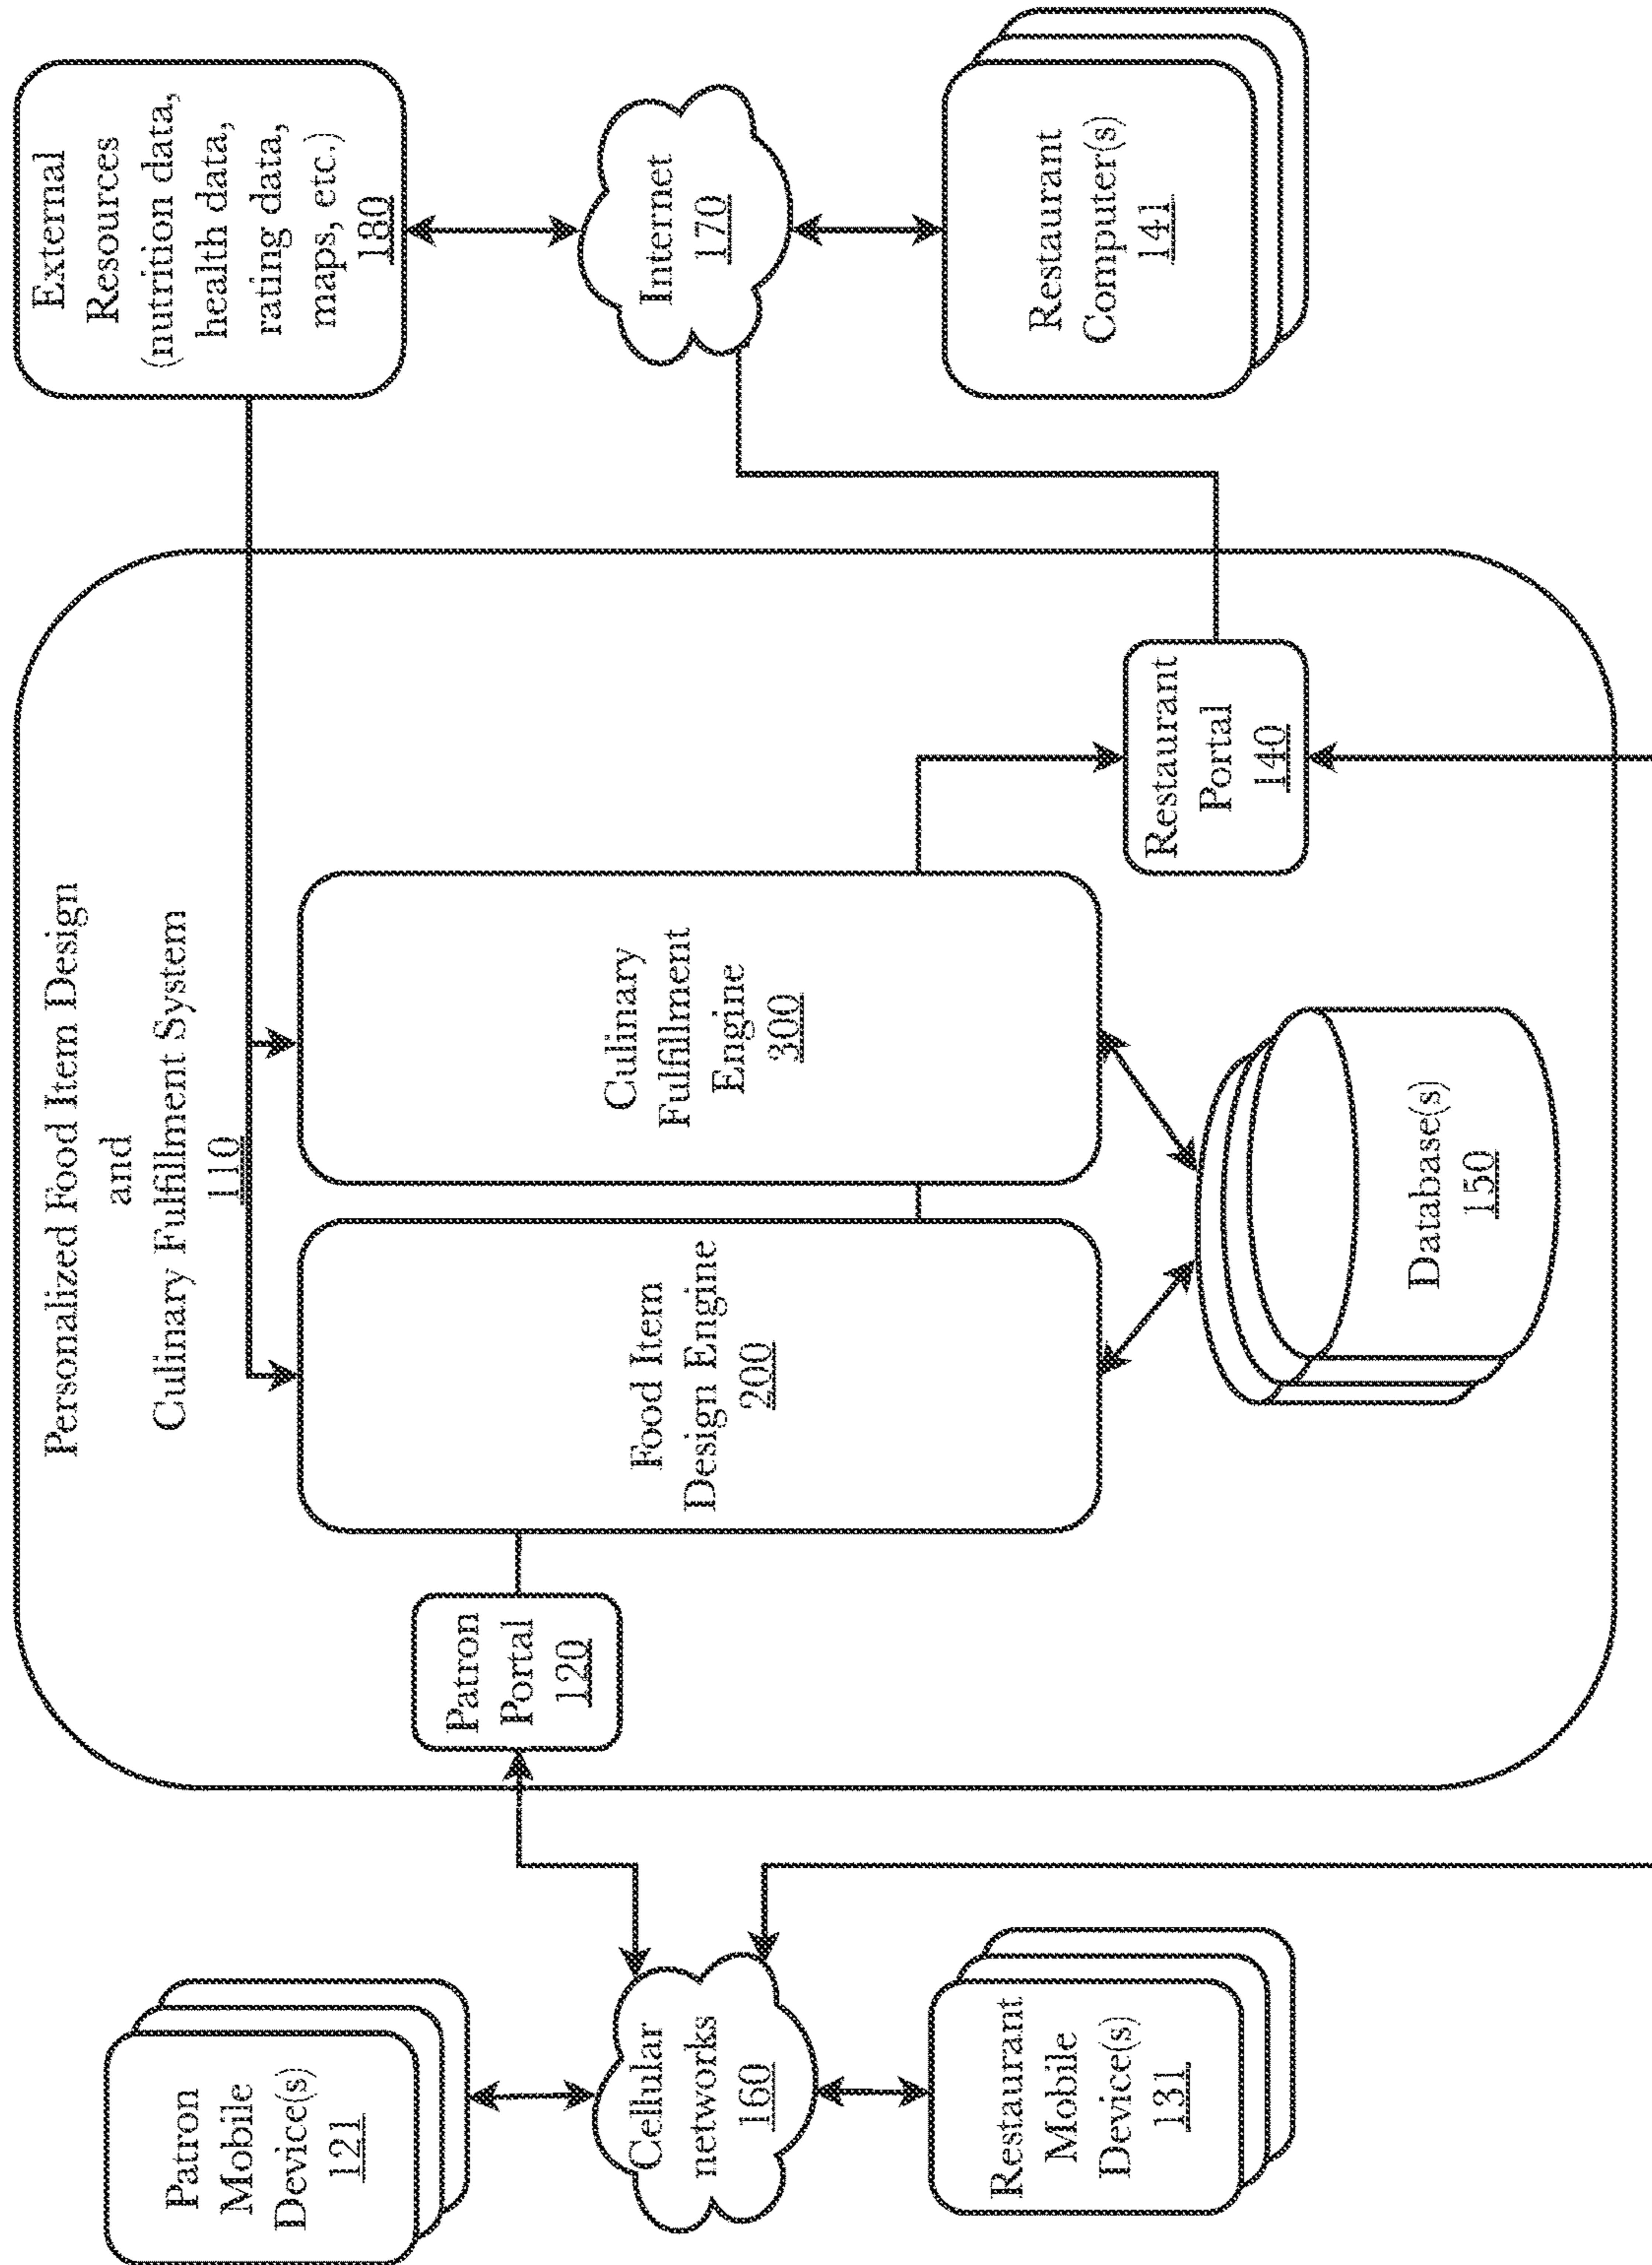 Personalized Food Item Design
and
Culinary Fulfillment System
110
Patron
Mobile
Device(s)
121
Cellular
networks
160
Restaurant
Mobile
Device(s)
131
Patron
Portal
120
Food Item
Design Engine
200
Culinary
Fulfillment
Engine
300
Database(s)
150
Restaurant
Portal
140
External
Resources
(nutrition data,
health data,
rating data,
maps, etc.)
180
Internet
170
Restaurant
Computer(s)
141